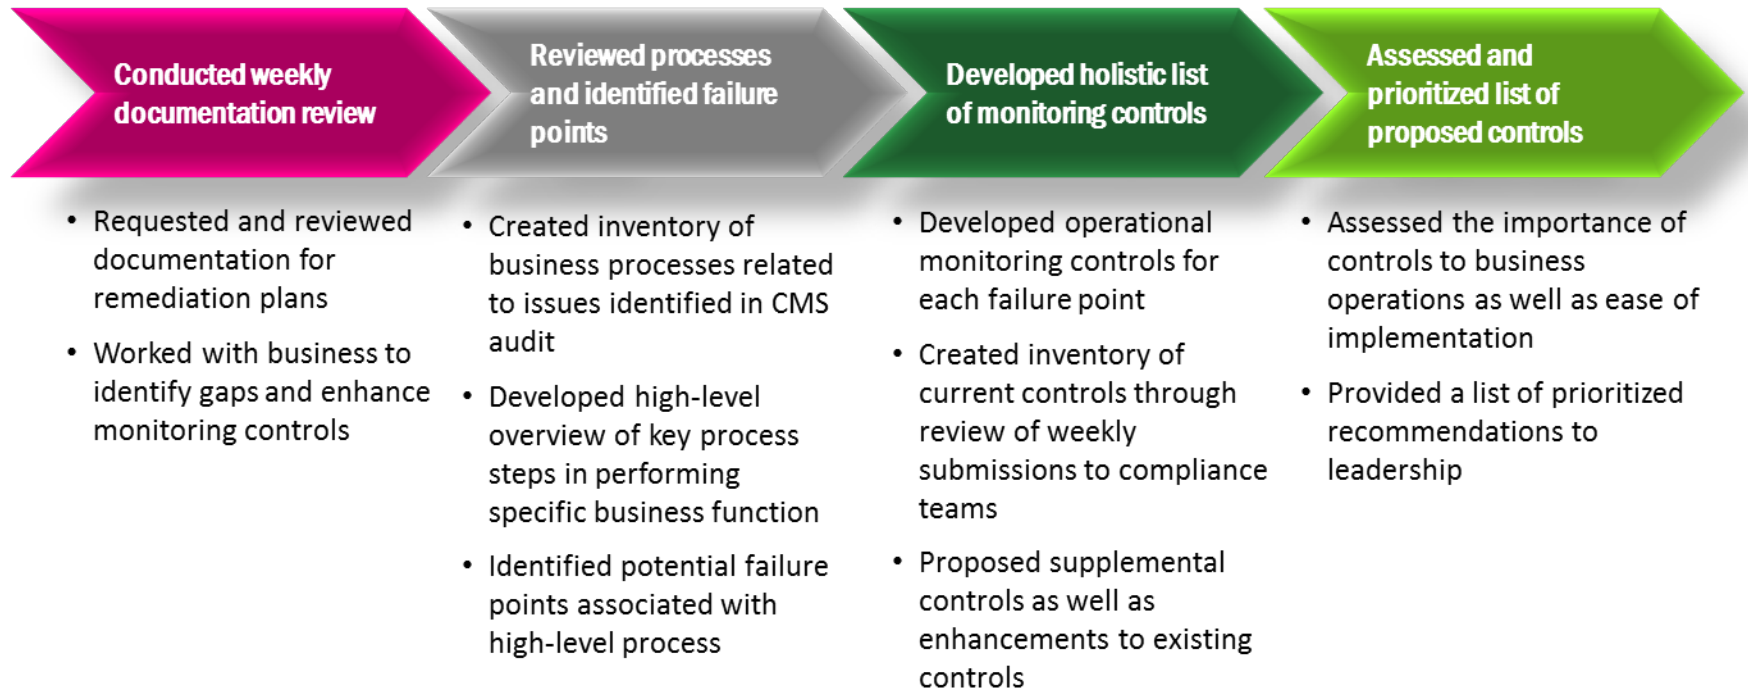 Conducted weekly
documentation review
Reviewed processes
and identified failure
points
Developed holistic list
of monitoring controls
Assessed and
prioritized list of
proposed controls
• Requested and reviewed
documentation for
remediation plans
• Worked with business to
identify gaps and enhance
monitoring controls
• Created inventory of
business processes related
to issues identified in CMS
audit
• Developed high-level
overview of key process
steps in performing
specific business function
• Identified potential failure
points associated with
high-level process
• Developed operational
monitoring controls for
each failure point
• Created inventory of
current controls through
review of weekly
submissions to compliance
teams
• Proposed supplemental
controls as well as
enhancements to existing
controls
• Assessed the importance of
controls to business
operations as well as ease of
implementation
• Provided a list of prioritized
recommendations to
leadership